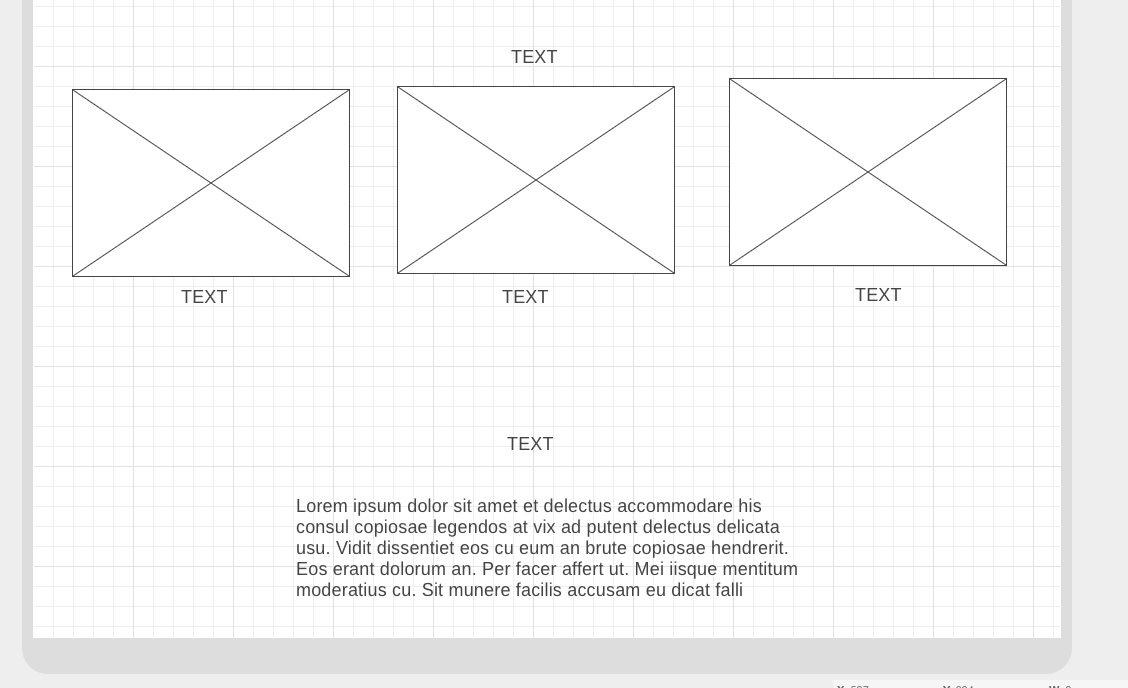 TEXT
TEXT
TEXT
TEXT
TEXT
Lorem ipsum dolor sit amet et delectus accommodare his
consul copiosae legendos at vix ad putent delectus delicata
usu. Vidit dissentiet eos cu eum an brute copiosae hendrerit.
Eos erant dolorum an. Per facer affert ut. Mei iisque mentitum
moderatius cu. Sit munere facilis accusam eu dicat falli